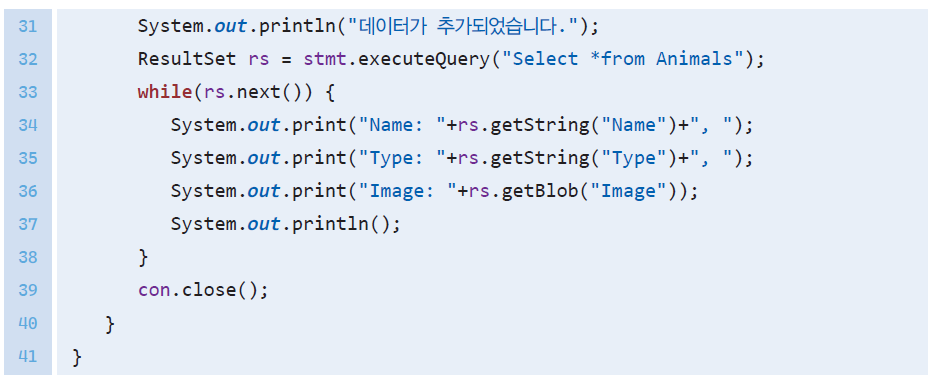 31 System.out.println("데이터가 추가되었습니다.");
32 ResultSet rs = stmt.executeQuery("Select *from Animals");
33 while(rs.next()) {
34 System.out.print("Name: "+rs.getString("Name")+", ");
35 System.out.print("Type: "+rs.getString("Type")+", ");
36 System.out.print("Image: "+rs.getBlob("Image"));
37 System.out.println();
38 }
39 con.close();
40 }
41 }